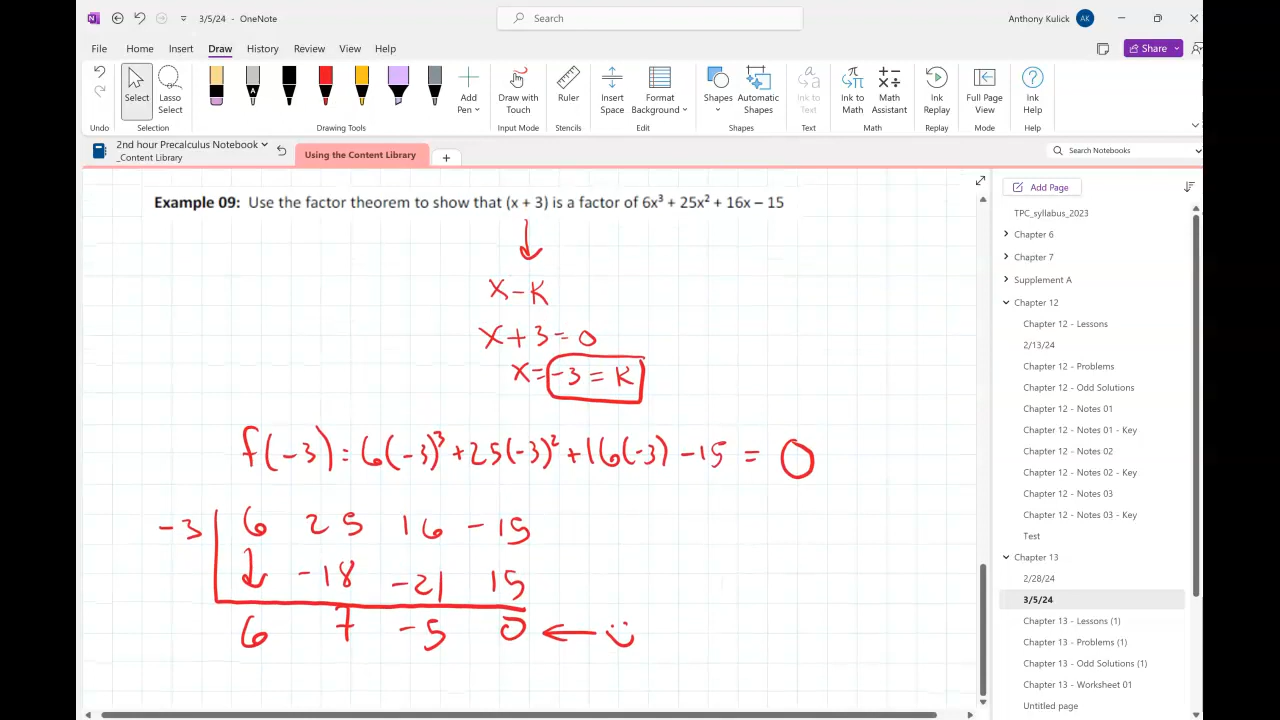 3/5/24 - OneNote
Search
Anthony Kulick
AK
File Home Insert Draw History Review View Help
Share
Undo
Select
Lasso Select
Selection
A
Add Pen
Drawing Tools
Draw with Touch
Input Mode
Ruler
Stencils
Insert Space
Format Background
Edit
Shapes
Automatic Shapes
Shapes
Ink to Text
Text
Ink to Math
Math Assistant
Math
Ink Replay
Replay
Full Page View
Mode
Ink Help
Help
2nd hour Precalculus Notebook
_Content Library
Using the Content Library
+
Search Notebooks
Example 09: Use the factor theorem to show that (x + 3) is a factor of 6x³ + 25x² + 16x – 15
x - K
x + 3 = 0
x = -3 = K
f(-3) = 6(-3)³ + 25(-3)² + 16(-3) - 15 = 0
-3 6 25 16 -15
-18 -21 15
6 7 -5 0
Add Page
TPC_syllabus_2023
Chapter 6
Chapter 7
Supplement A
Chapter 12
Chapter 12 - Lessons
2/13/24
Chapter 12 - Problems
Chapter 12 - Odd Solutions
Chapter 12 - Notes 01
Chapter 12 - Notes 01 - Key
Chapter 12 - Notes 02
Chapter 12 - Notes 02 - Key
Chapter 12 - Notes 03
Chapter 12 - Notes 03 - Key
Test
Chapter 13
2/28/24
3/5/24
Chapter 13 - Lessons (1)
Chapter 13 - Problems (1)
Chapter 13 - Odd Solutions (1)
Chapter 13 - Worksheet 01
Untitled page